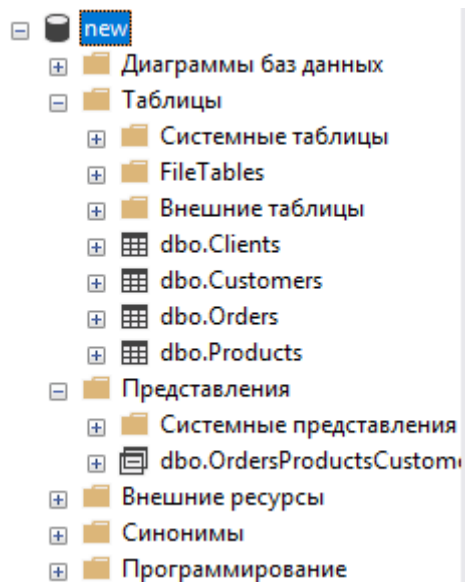 new
Диаграммы баз данных
Таблицы
Системные таблицы
FileTables
Внешние таблицы
dbo.Clients
dbo.Customers
dbo.Orders
dbo.Products
Представления
Системные представления
dbo.OrdersProductsCustom
Внешние ресурсы
Синонимы
Программирование